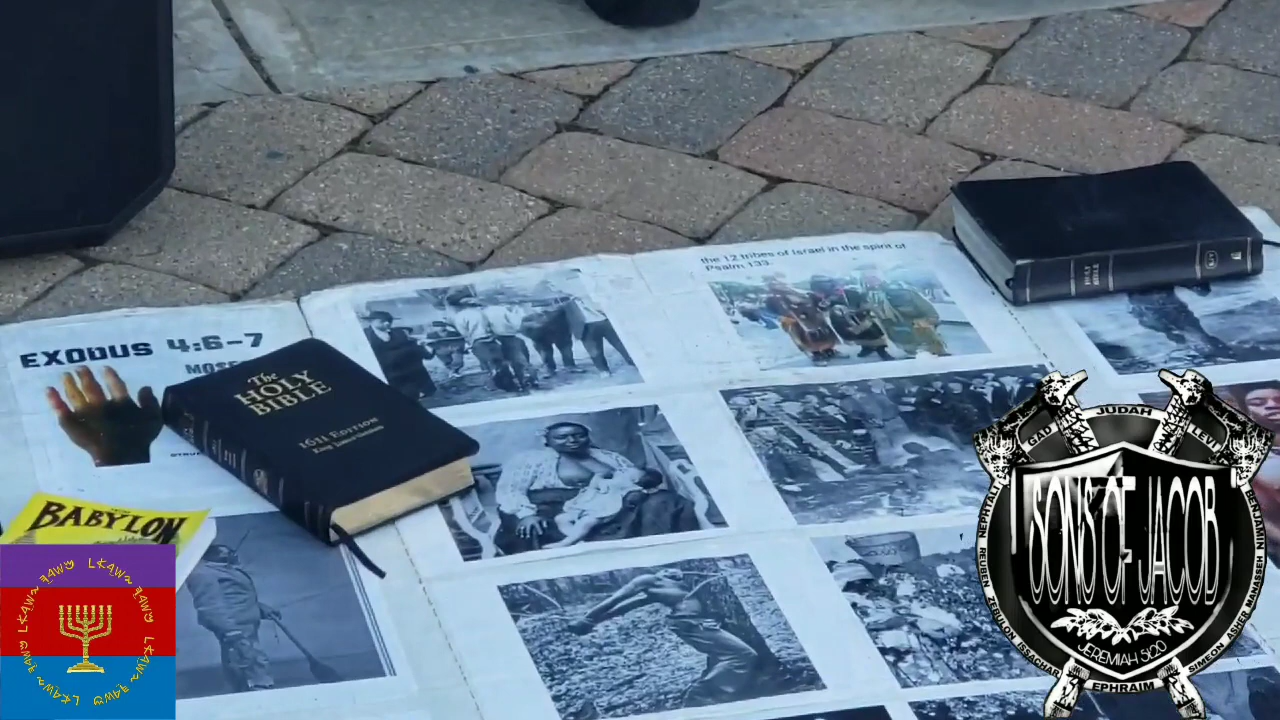 the 12 tribes of Israel in the spirit of
Psalm 133
EXODUS 4:6-7
The
HOLY
BIBLE
1611 EDITION
King James Version
HOLY
BIBLE
KJV
BABYLON
JUDAH
GAD
LEVI
NEPHTALI
BENJAMIN
REUBEN
MANASSEH
ZEBULON
ASHER
ISSACHAR
SIMEON
EPHRAIM
SONS OF JACOB
JEREMIAH 51:20